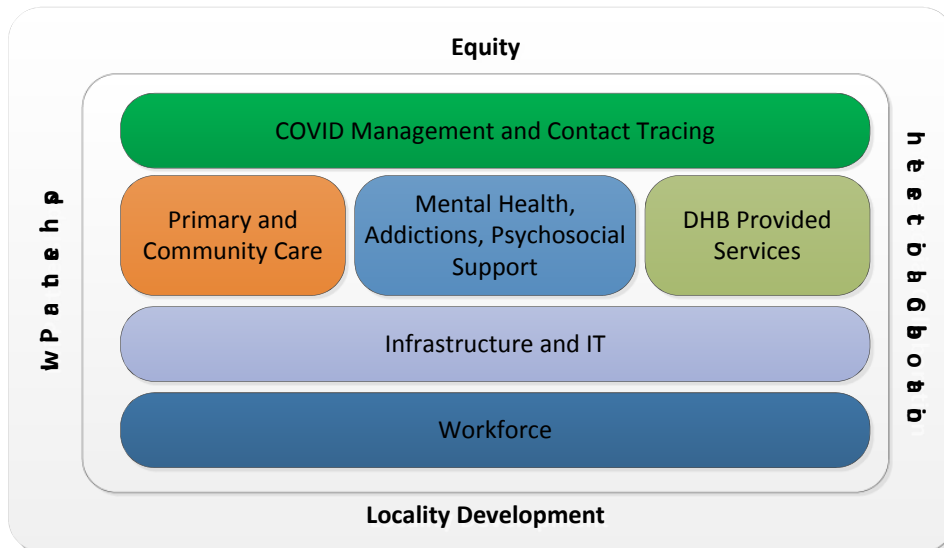 Equity
COVID Management and Contact Tracing
Primary and
Community Care
Mental Health,
Addictions, Psychosocial
Support
DHB Provided
Services
Infrastructure and IT
Workforce
Locality Development